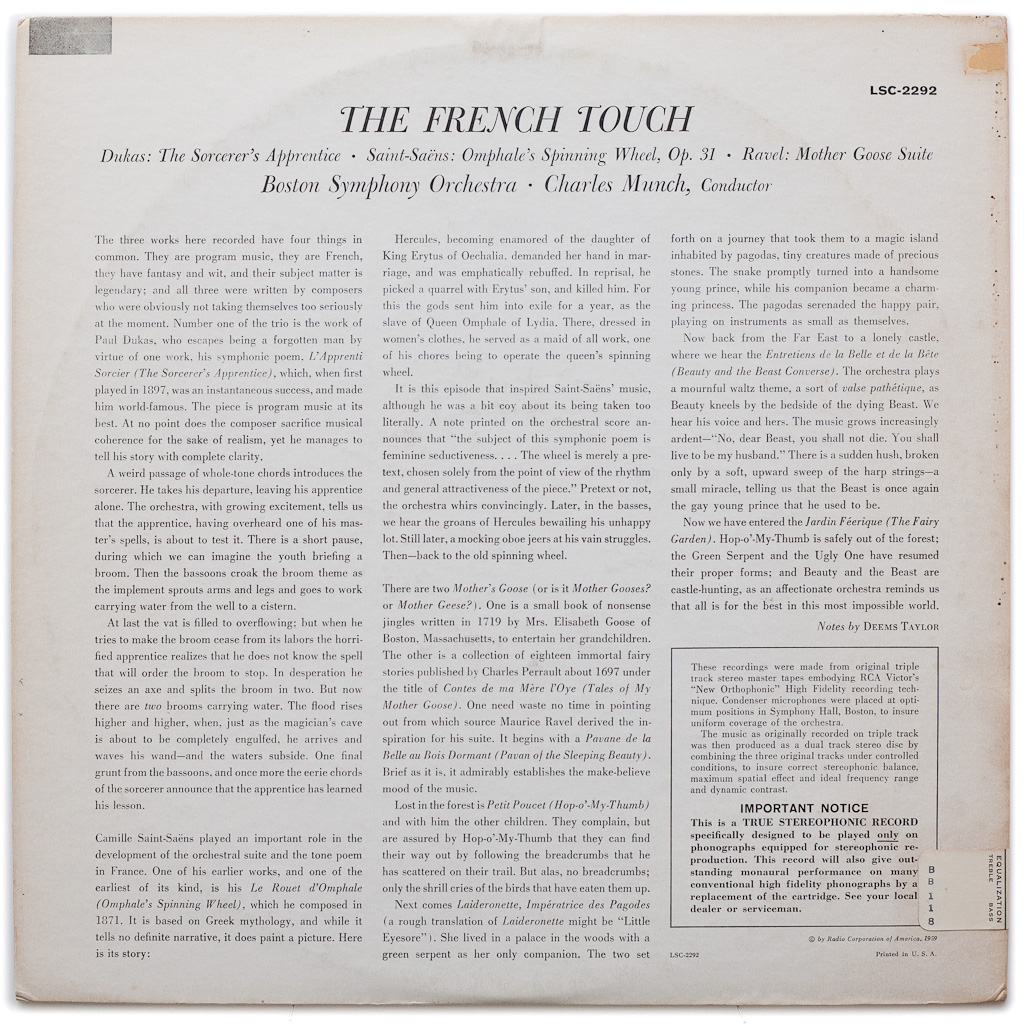 LSC-2292
THE FRENCH TOUCH
Dukas: The Sorcerer's Apprentice • Saint-Saëns: Omphale's Spinning Wheel, Op. 31 • Ravel: Mother Goose Suite
Boston Symphony Orchestra • Charles Munch, Conductor
The three works here recorded have four things in
common. They are program music, they are French,
they have fantasy and wit, and their subject matter is
legendary; and all three were written by composers
who were obviously not taking themselves too seriously
at the moment. Number one of the trio is the work of
Paul Dukas, who escapes being a forgotten man by
virtue of one work, his symphonic poem, L'Apprenti
Sorcier (The Sorcerer's Apprentice), which, when first
played in 1897, was an instantaneous success, and made
him world-famous. The piece is program music at its
best. At no point does the composer sacrifice musical
coherence for the sake of realism, yet he manages to
tell his story with complete clarity.
A weird passage of whole-tone chords introduces the
sorcerer. He takes his departure, leaving his apprentice
alone. The orchestra, with growing excitement, tells us
that the apprentice, having overheard one of his mas-
ter's spells, is about to test it. There is a short pause,
during which we can imagine the youth briefing a
broom. Then the bassoons croak the broom theme as
the implement sprouts arms and legs and goes to work
carrying water from the well to a cistern.
At last the vat is filled to overflowing; but when he
tries to make the broom cease from its labors the horri-
fied apprentice realizes that he does not know the spell
that will order the broom to stop. In desperation he
seizes an axe and splits the broom in two. But now
there are two brooms carrying water. The flood rises
higher and higher, when, just as the magician's cave
is about to be completely engulfed, he arrives and
waves his wand—and the waters subside. One final
grunt from the bassoons, and once more the eerie chords
of the sorcerer announce that the apprentice has learned
his lesson.
Camille Saint-Saëns played an important role in the
development of the orchestral suite and the tone poem
in France. One of his earlier works, and one of the
earliest of its kind, is his Le Rouet d'Omphale
(Omphale's Spinning Wheel), which he composed in
1871. It is based on Greek mythology, and while it
tells no definite narrative, it does paint a picture. Here
is its story:
Hercules, becoming enamored of the daughter of
King Erytus of Oechalia, demanded her hand in mar-
riage, and was emphatically rebuffed. In reprisal, he
picked a quarrel with Erytus' son, and killed him. For
this the gods sent him into exile for a year, as the
slave of Queen Omphale of Lydia. There, dressed in
women's clothes, he served as a maid of all work, one
of his chores being to operate the queen's spinning
wheel.
It is this episode that inspired Saint-Saëns' music,
although he was a bit coy about its being taken too
literally. A note printed on the orchestral score an-
nounces that "the subject of this symphonic poem is
feminine seductiveness. . . . The wheel is merely a pre-
text, chosen solely from the point of view of the rhythm
and general attractiveness of the piece." Pretext or not,
the orchestra whirs convincingly. Later, in the basses,
we hear the groans of Hercules bewailing his unhappy
lot. Still later, a mocking oboe jeers at his vain struggles.
Then—back to the old spinning wheel.
There are two Mother's Goose (or is it Mother Gooses?
or Mother Geese?). One is a small book of nonsense
jingles written in 1719 by Mrs. Elisabeth Goose of
Boston, Massachusetts, to entertain her grandchildren.
The other is a collection of eighteen immortal fairy
stories published by Charles Perrault about 1697 under
the title of Contes de ma Mère l'Oye (Tales of My
Mother Goose). One need waste no time in pointing
out from which source Maurice Ravel derived the in-
spiration for his suite. It begins with a Pavane de la
Belle au Bois Dormant (Pavan of the Sleeping Beauty).
Brief as it is, it admirably establishes the make-believe
mood of the music.
Lost in the forest is Petit Poucet (Hop-o'-My-Thumb)
and with him the other children. They complain, but
are assured by Hop-o'-My-Thumb that they can find
their way out by following the breadcrumbs that he
has scattered on their trail. But alas, no breadcrumbs;
only the shrill cries of the birds that have eaten them up.
Next comes Laideronette, Impératrice des Pagodes
(a rough translation of Laideronette might be "Little
Eyesore"). She lived in a palace in the woods with a
green serpent as her only companion. The two set
forth on a journey that took them to a magic island
inhabited by pagodas, tiny creatures made of precious
stones. The snake promptly turned into a handsome
young prince, while his companion became a charm-
ing princess. The pagodas serenaded the happy pair,
playing on instruments as small as themselves.
Now back from the Far East to a lonely castle,
where we hear the Entretiens de la Belle et de la Bête
(Beauty and the Beast Converse). The orchestra plays
a mournful waltz theme, a sort of valse pathétique, as
Beauty kneels by the bedside of the dying Beast. We
hear his voice and hers. The music grows increasingly
ardent—"No, dear Beast, you shall not die. You shall
live to be my husband." There is a sudden hush, broken
only by a soft, upward sweep of the harp strings—a
small miracle, telling us that the Beast is once again
the gay young prince that he used to be.
Now we have entered the Jardin Féerique (The Fairy
Garden). Hop-o'-My-Thumb is safely out of the forest;
the Green Serpent and the Ugly One have resumed
their proper forms; and Beauty and the Beast are
castle-hunting, as an affectionate orchestra reminds us
that all is for the best in this most impossible world.
Notes by DEEMS TAYLOR
These recordings were made from original triple
track stereo master tapes embodying RCA Victor's
"New Orthophonic" High Fidelity recording tech-
nique. Condenser microphones were placed at opti-
mum positions in Symphony Hall, Boston, to insure
uniform coverage of the orchestra.
The music as originally recorded on triple track
was then produced as a dual track stereo disc by
combining the three original tracks under controlled
conditions, to insure correct stereophonic balance,
maximum spatial effect and ideal frequency range
and dynamic contrast.
IMPORTANT NOTICE
This is a TRUE STEREOPHONIC RECORD
specifically designed to be played only on
phonographs equipped for stereophonic re-
production. This record will also give out-
standing monaural performance on many
conventional high fidelity phonographs by a
replacement of the cartridge. See your local
dealer or serviceman.
EQUALIZATION
TREBLE BASS
B
B
1
1
8
© by Radio Corporation of America, 1959
LSC-2292
Printed in U. S. A.